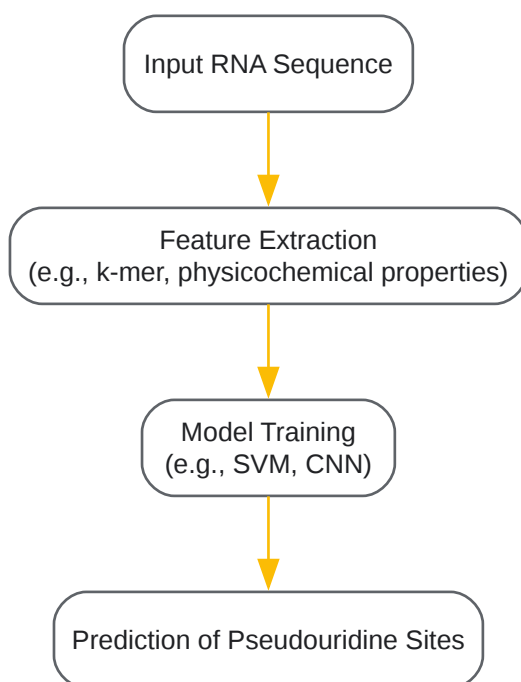 Input RNA Sequence
Feature Extraction
(e.g., k-mer, physicochemical properties)
Model Training
(e.g., SVM, CNN)
Prediction of Pseudouridine Sites